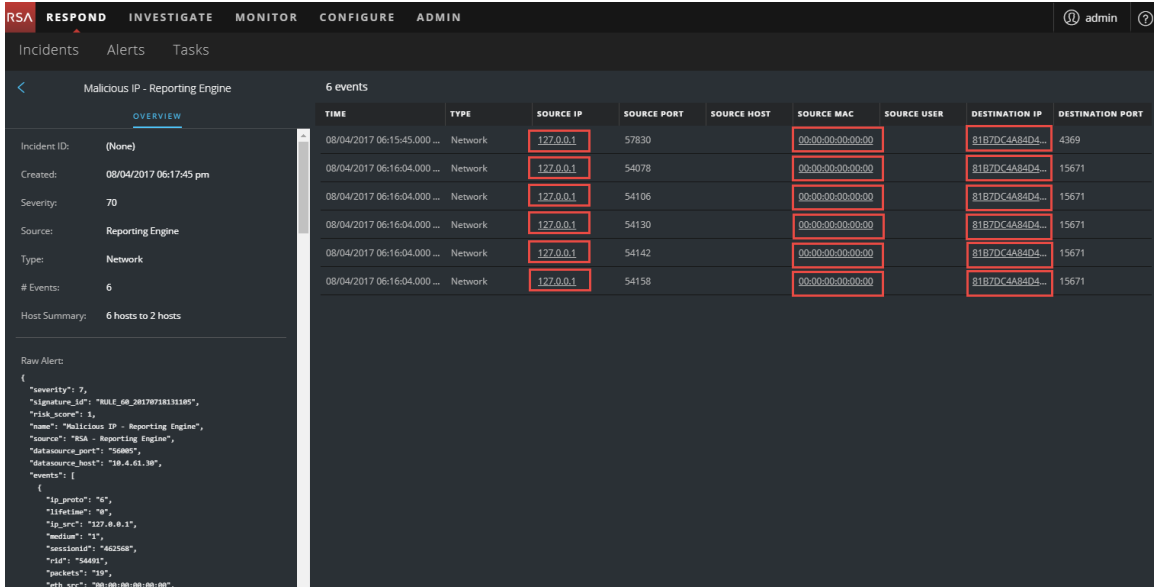 RSA RESPOND INVESTIGATE MONITOR CONFIGURE ADMIN admin ?
Incidents Alerts Tasks
Malicious IP - Reporting Engine
OVERVIEW
Incident ID: (None)
Created: 08/04/2017 06:17:45 pm
Severity: 70
Source: Reporting Engine
Type: Network
# Events: 6
Host Summary: 6 hosts to 2 hosts
Raw Alert:
{
"severity": 7,
"signature_id": "RULE_60_20170718131105",
"risk_score": 1,
"name": "Malicious IP - Reporting Engine",
"source": "RSA - Reporting Engine",
"datasource_port": "56005",
"datasource_host": "10.4.61.30",
"events": [
{
"ip_proto": "6",
"lifetime": "0",
"ip_src": "127.0.0.1",
"medium": "1",
"sessionid": "462568",
"rid": "54491",
"packets": "19",
"eth_src": "00:00:00:00:00:00",
6 events
TIME TYPE SOURCE IP SOURCE PORT SOURCE HOST SOURCE MAC SOURCE USER DESTINATION IP DESTINATION PORT
08/04/2017 06:15:45.000 ... Network 127.0.0.1 57830 00:00:00:00:00:00 81B7DC4A84D4... 4369
08/04/2017 06:16:04.000 ... Network 127.0.0.1 54078 00:00:00:00:00:00 81B7DC4A84D4... 15671
08/04/2017 06:16:04.000 ... Network 127.0.0.1 54106 00:00:00:00:00:00 81B7DC4A84D4... 15671
08/04/2017 06:16:04.000 ... Network 127.0.0.1 54130 00:00:00:00:00:00 81B7DC4A84D4... 15671
08/04/2017 06:16:04.000 ... Network 127.0.0.1 54142 00:00:00:00:00:00 81B7DC4A84D4... 15671
08/04/2017 06:16:04.000 ... Network 127.0.0.1 54158 00:00:00:00:00:00 81B7DC4A84D4... 15671